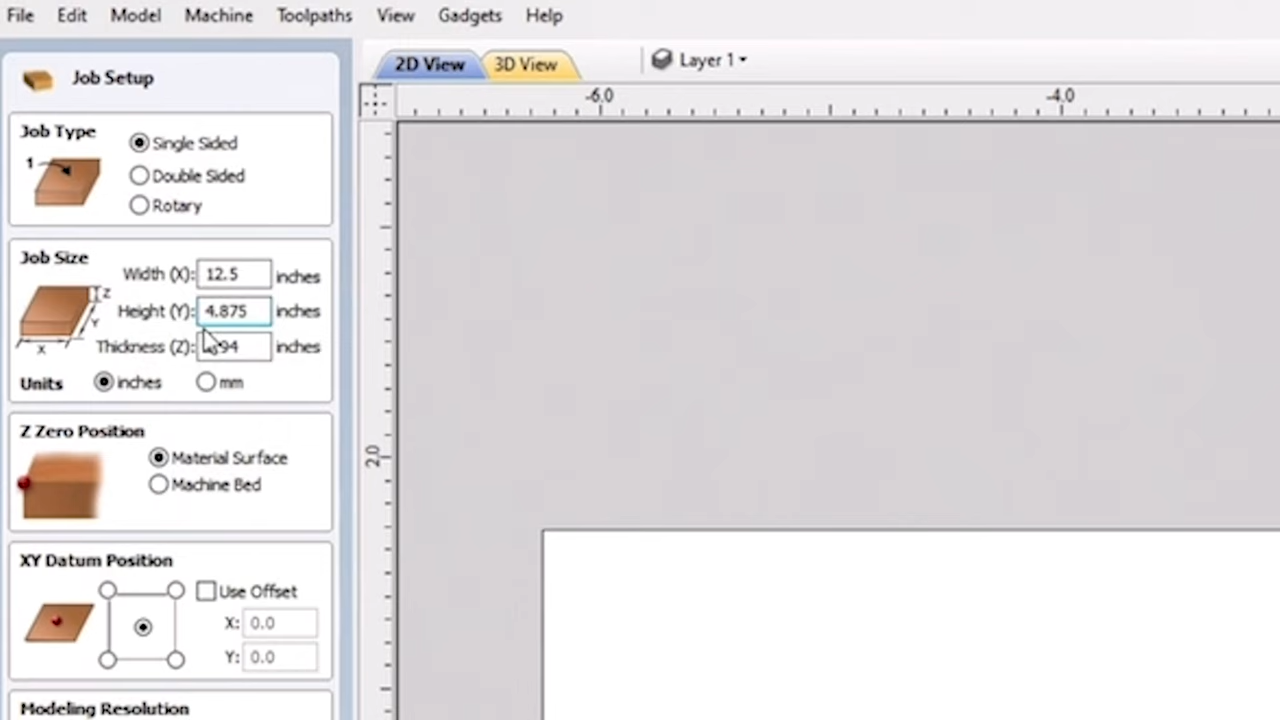 File Edit Model Machine Toolpaths View Gadgets Help
2D View 3D View Layer 1
Job Setup
-6.0 -4.0
Job Type
1
Single Sided
Double Sided
Rotary
Job Size
Width (X): 12.5 inches
Z
Height (Y): 4.875 inches
Y
Thickness (Z): 94 inches
X
Units inches mm
2.0
Z Zero Position
Material Surface
Machine Bed
XY Datum Position
Use Offset
X: 0.0
Y: 0.0
Modeling Resolution